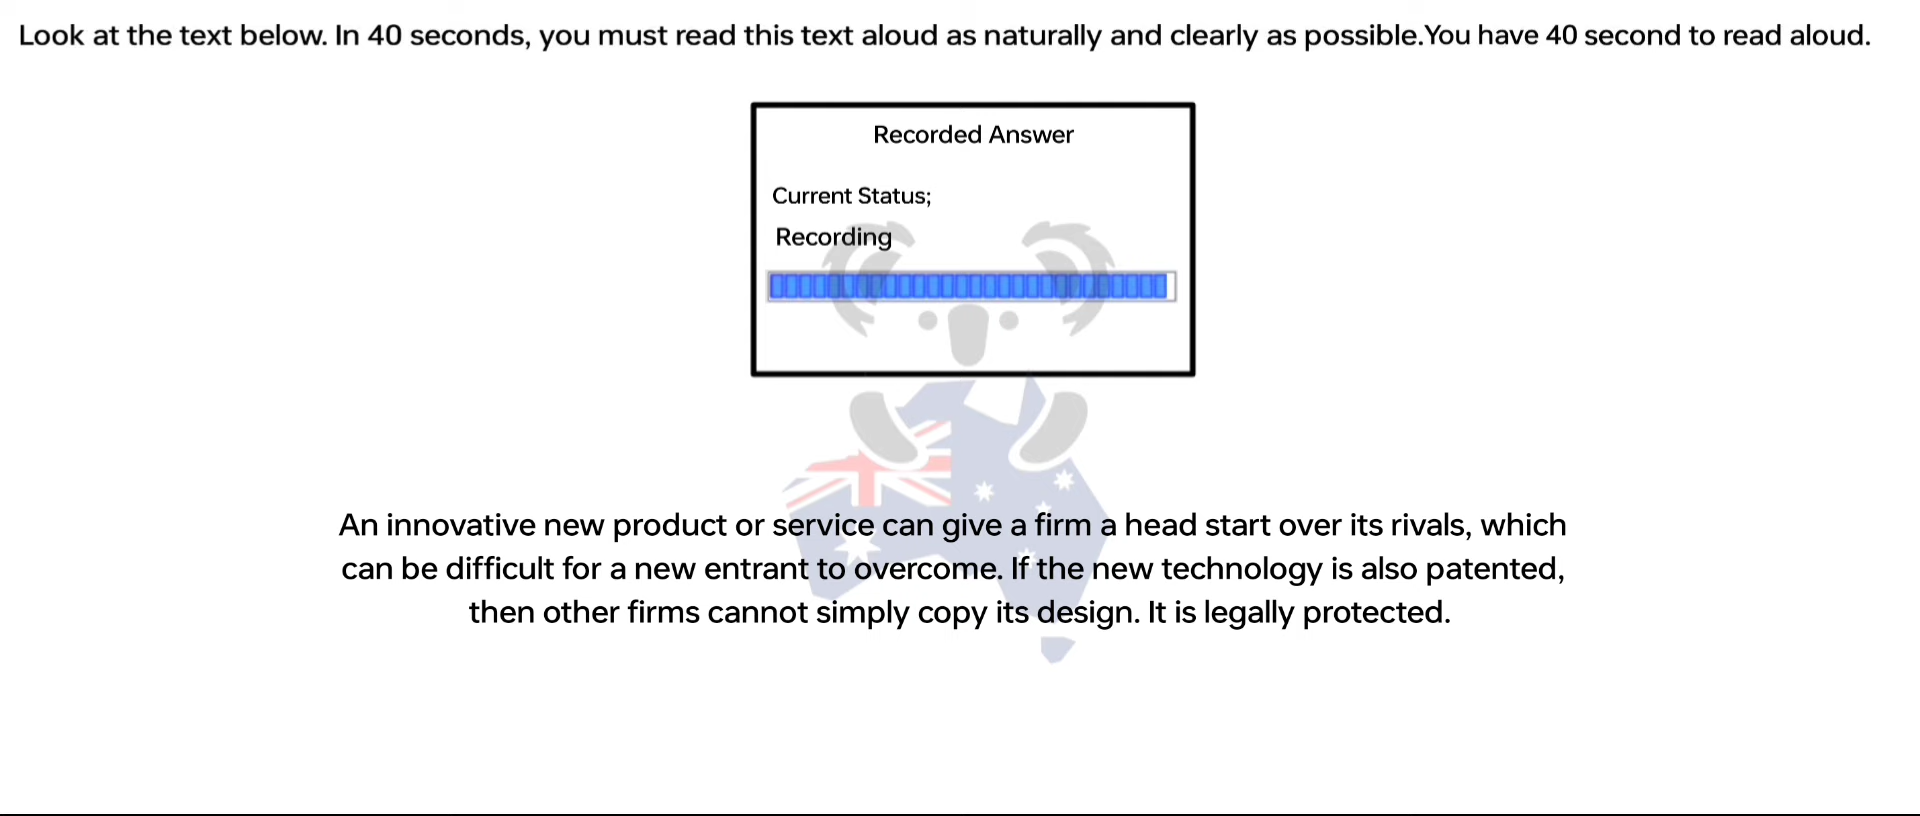 Look at the text below. In 40 seconds, you must read this text aloud as naturally and clearly as possible.You have 40 second to read aloud.
Recorded Answer
Current Status;
Recording
An innovative new product or service can give a firm a head start over its rivals, which
can be difficult for a new entrant to overcome. If the new technology is also patented,
then other firms cannot simply copy its design. It is legally protected.